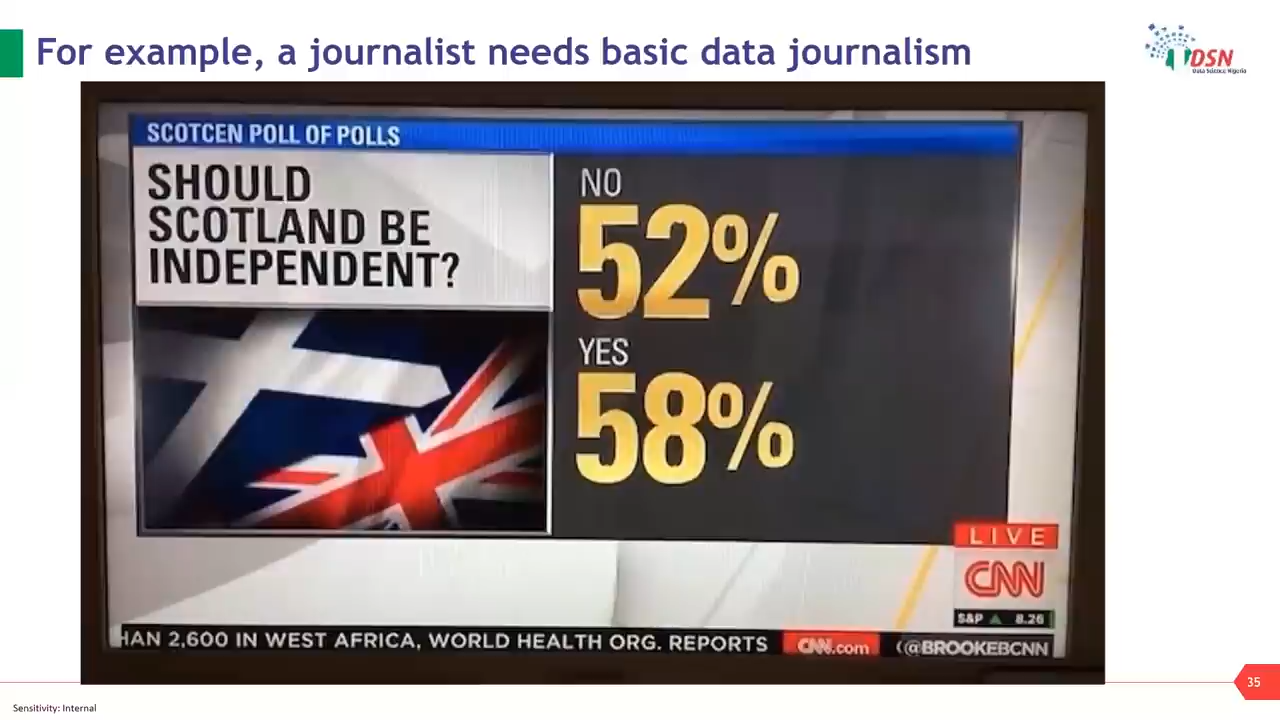 For example, a journalist needs basic data journalism
DSN
Data Science Nigeria
SCOTCEN POLL OF POLLS
SHOULD
SCOTLAND BE
INDEPENDENT?
NO
52%
YES
58%
LIVE
CNN
S&P ▲ 8.26
HAN 2,600 IN WEST AFRICA, WORLD HEALTH ORG. REPORTS
CNN.com
@BROOKEBCNN
35
Sensitivity: Internal